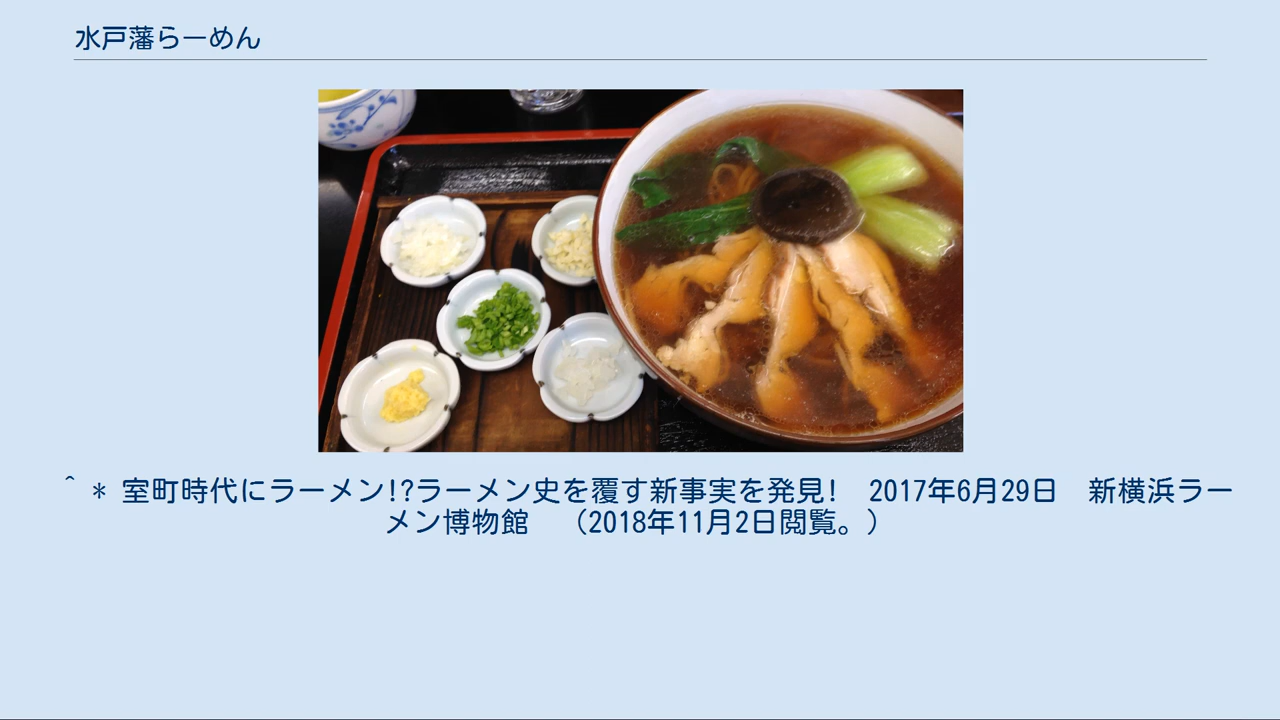 水戸藩らーめん
^ * 室町時代にラーメン!?ラーメン史を覆す新事実を発見!　2017年6月29日　新横浜ラー
メン博物館　（2018年11月2日閲覧。）